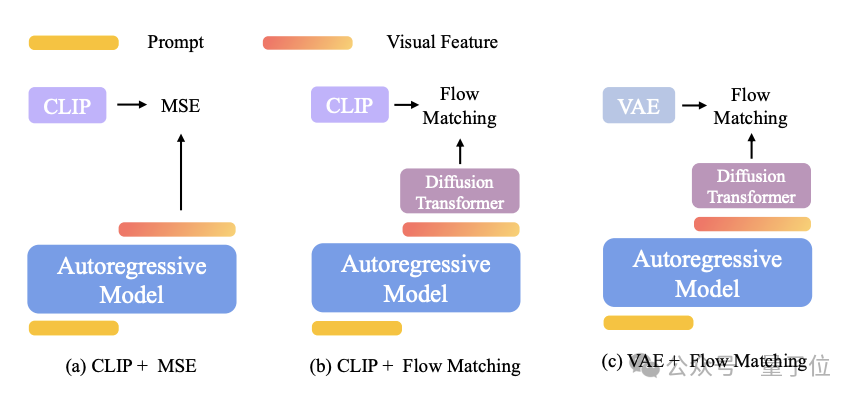 Prompt
Visual Feature
CLIP
MSE
Autoregressive
Model
(a) CLIP + MSE
CLIP
Flow
Matching
Diffusion
Transformer
Autoregressive
Model
(b) CLIP + Flow Matching
VAE
Flow
Matching
Diffusion
Transformer
Autoregressive
Model
(c) VAE + Flow Matching
公众号 量子位